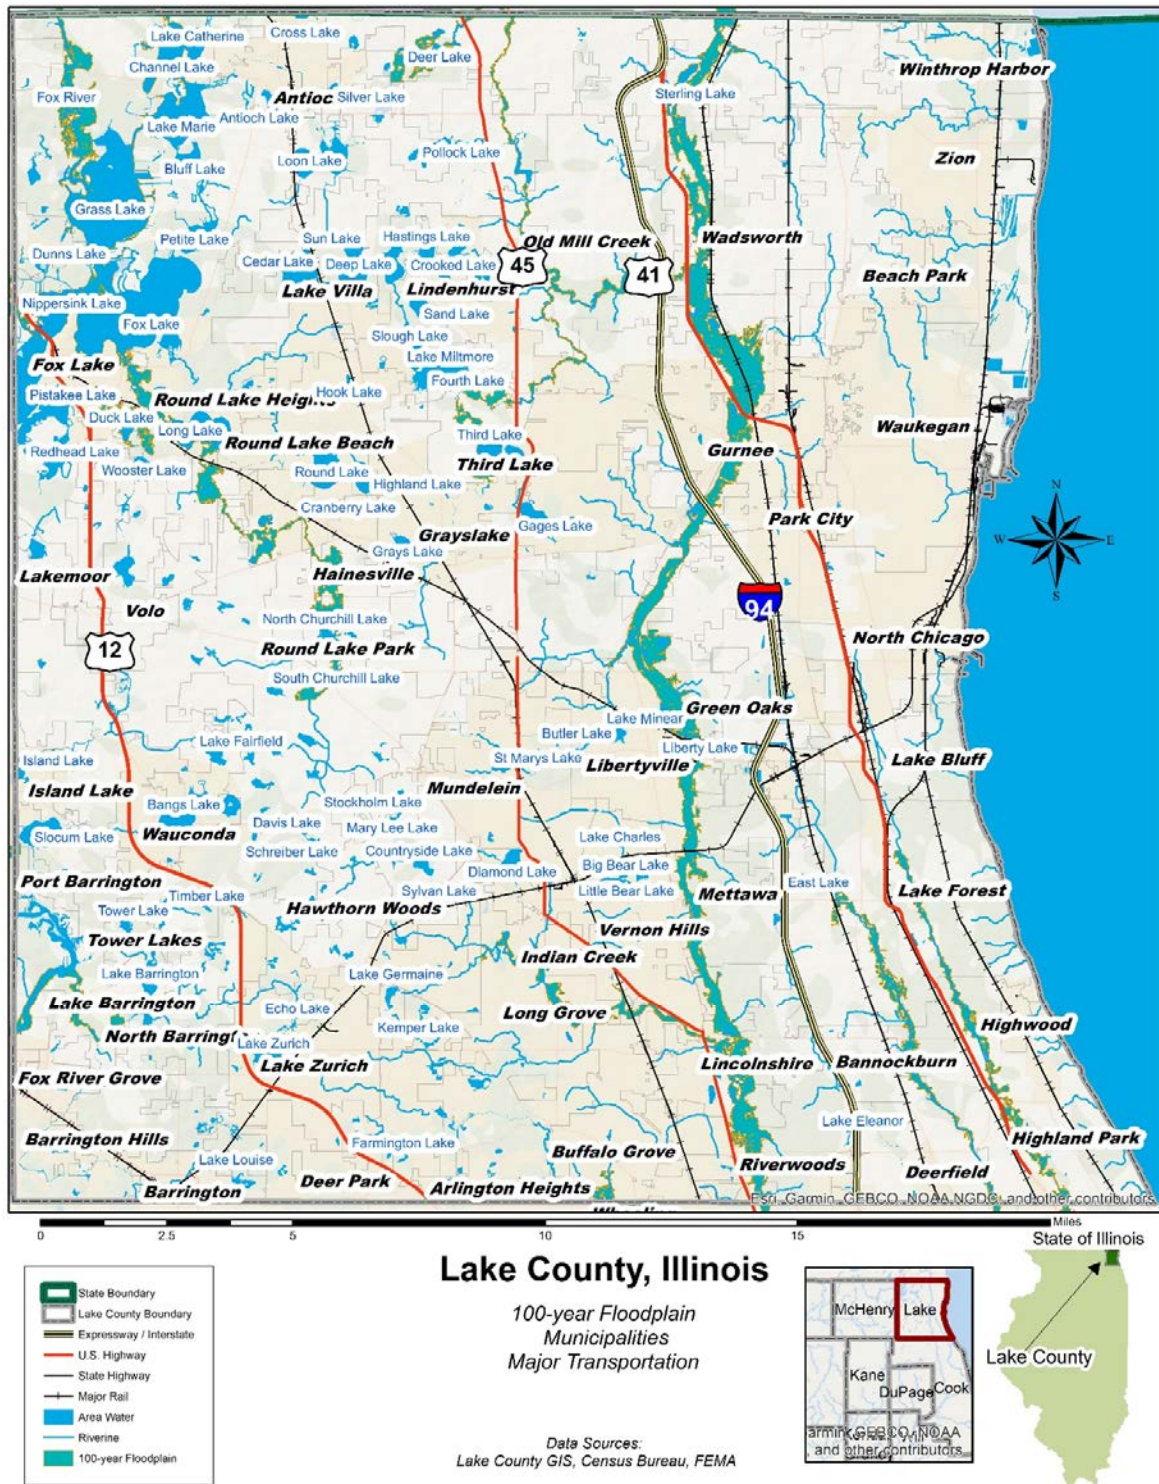 Lake Catherine
Cross Lake
Channel Lake
Deer Lake
Winthrop Harbor
Fox River
Antioc
Silver Lake
Sterling Lake
Lake Marie
Antioch Lake
Loon Lake
Pollock Lake
Zion
Bluff Lake
Grass Lake
Petite Lake
Sun Lake
Hastings Lake
Old Mill Creek
Wadsworth
Dunns Lake
Cedar Lake
Deep Lake
Crooked Lake
45
41
Beach Park
Lake Villa
Lindenhurst
Nippersink Lake
Fox Lake
Sand Lake
Slough Lake
Fox Lake
Lake Miltmore
Fourth Lake
Pistakee Lake
Round Lake Heights
Hook Lake
Duck Lake
Long Lake
Round Lake Beach
Third Lake
Waukegan
Redhead Lake
Wooster Lake
Round Lake
Third Lake
Gurnee
Highland Lake
Cranberry Lake
Gages Lake
Park City
N
W
E
S
Grayslake
Grays Lake
Lakemoor
Hainesville
Volo
94
North Churchill Lake
12
Round Lake Park
North Chicago
South Churchill Lake
Green Oaks
Lake Minear
Lake Fairfield
Butler Lake
Liberty Lake
Island Lake
St Marys Lake
Libertyville
Lake Bluff
Island Lake
Mundelein
Bangs Lake
Stockholm Lake
Slocum Lake
Wauconda
Davis Lake
Mary Lee Lake
Lake Charles
Schreiber Lake
Countryside Lake
Big Bear Lake
Port Barrington
Diamond Lake
East Lake
Timber Lake
Sylvan Lake
Little Bear Lake
Mettawa
Lake Forest
Tower Lake
Hawthorn Woods
Tower Lakes
Vernon Hills
Indian Creek
Lake Barrington
Lake Germaine
Lake Barrington
Echo Lake
Long Grove
North Barringt
Kemper Lake
Highwood
Lake Zurich
Lake Zurich
Lincolnshire
Bannockburn
Fox River Grove
Lake Eleanor
Barrington Hills
Farmington Lake
Highland Park
Lake Louise
Buffalo Grove
Riverwoods
Deerfield
Barrington
Deer Park
Arlington Heights
Esri, Garmin, GEBCO, NOAA NGDC, and other contributors
0
2.5
5
10
15
Miles
State of Illinois
Lake County
Lake County, Illinois
100-year Floodplain
Municipalities
Major Transportation
Data Sources:
Lake County GIS, Census Bureau, FEMA
State Boundary
Lake County Boundary
Expressway / Interstate
U.S. Highway
State Highway
Major Rail
Area Water
Riverine
100-year Floodplain
McHenry
Lake
Kane
DuPage
Cook
GEBCO, NOAA
and other contributors